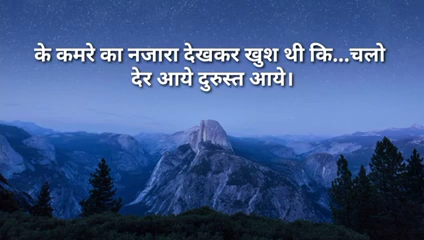 के कमरे का नजारा देखकर खुश थी कि...चलो
देर आये दुरुस्त आये।